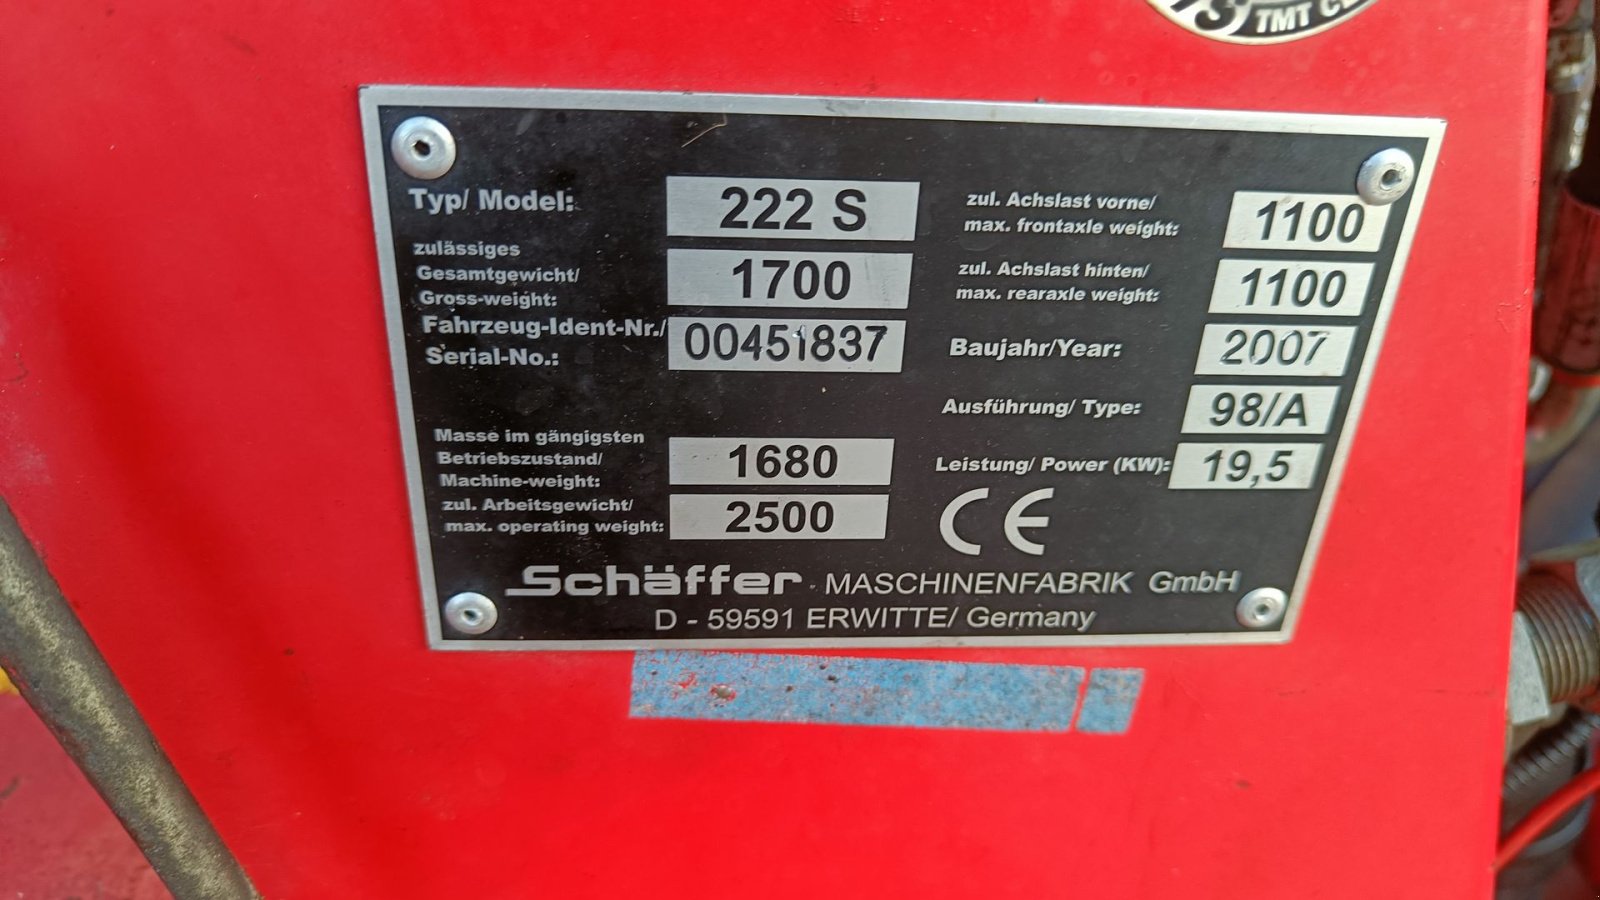 TMT
Typ/ Model: 222 S
zulässiges
Gesamtgewicht/
Gross-weight: 1700
Fahrzeug-Ident-Nr./
Serial-No.: 00451837
Masse im gängigsten
Betriebszustand/
Machine-weight: 1680
zul. Arbeitsgewicht/
max. operating weight: 2500
zul. Achslast vorne/
max. frontaxle weight: 1100
zul. Achslast hinten/
max. rearaxle weight: 1100
Baujahr/Year: 2007
Ausführung/ Type: 98/A
Leistung/ Power (KW): 19,5
CE
Schäffer MASCHINENFABRIK GmbH
D - 59591 ERWITTE/ Germany